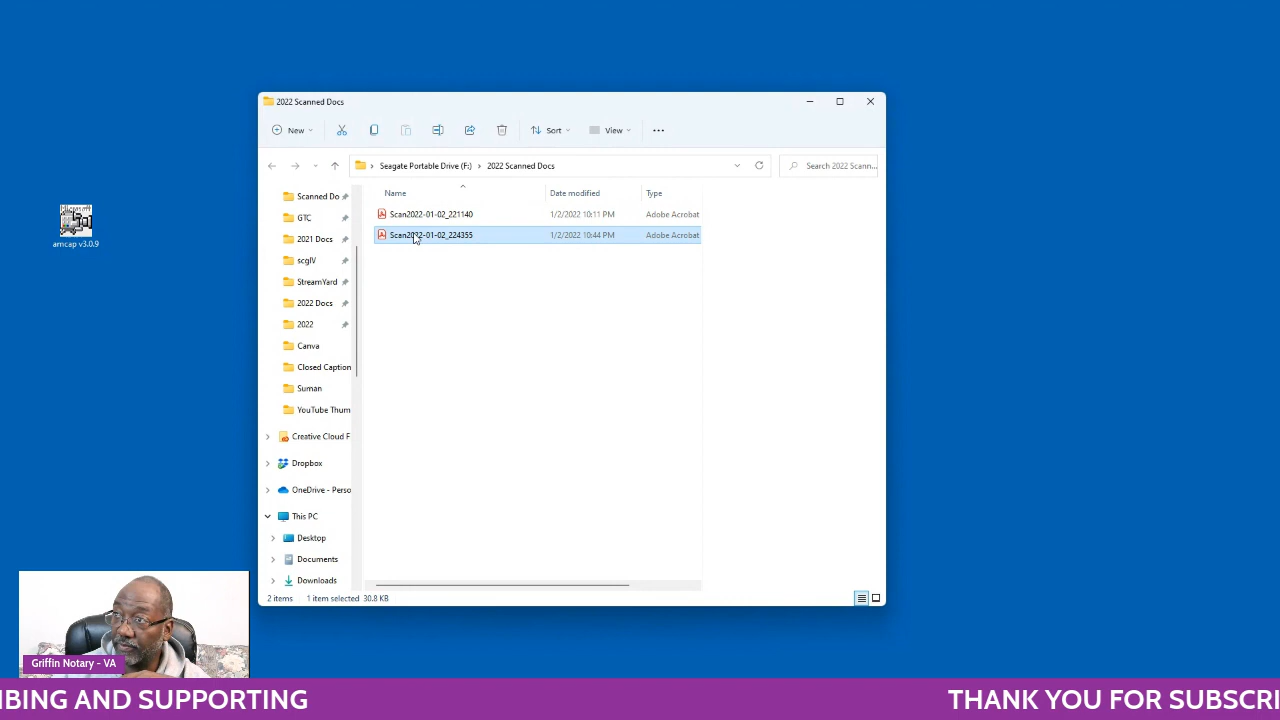 2022 Scanned Docs
New
Sort
View
Seagate Portable Drive (F:) > 2022 Scanned Docs
Search 2022 Scann...
Name
Date modified
Type
Scan2022-01-02_221140
1/2/2022 10:11 PM
Adobe Acrobat
Scan2022-01-02_224355
1/2/2022 10:44 PM
Adobe Acrobat
Scanned Do
GTC
2021 Docs
scgIV
StreamYard
2022 Docs
2022
Canva
Closed Caption
Suman
YouTube Thum
Creative Cloud F
Dropbox
OneDrive - Perso
This PC
Desktop
Documents
Downloads
2 items
1 item selected 30.8 KB
Microsoft
amcap v3.0.9
Griffin Notary - VA
IBING AND SUPPORTING
THANK YOU FOR SUBSCRI